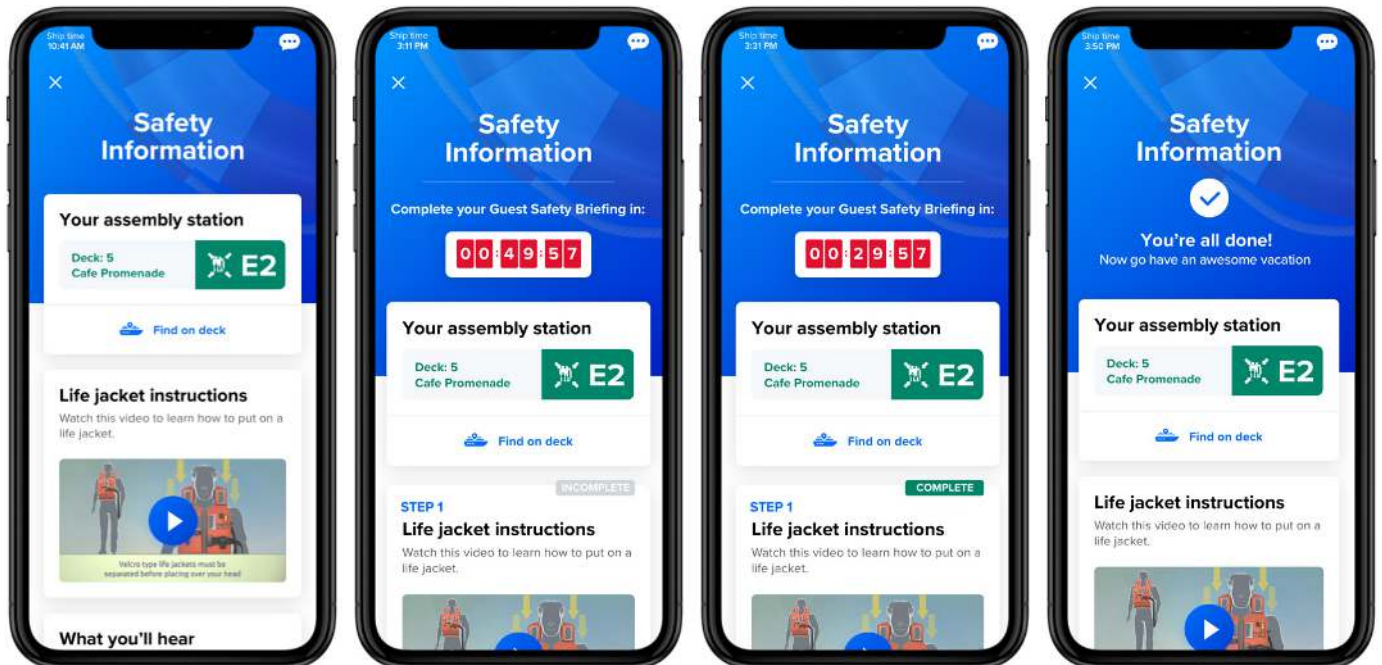 Ship time
10:41 AM
Safety
Information
Your assembly station
Deck: 5
Cafe Promenade
E2
Find on deck
Life jacket instructions
Watch this video to learn how to put on a
life jacket.
Velcro type life jackets must be
separated before placing over your head
What you'll hear
Ship time
3:11 PM
Safety
Information
Complete your Guest Safety Briefing in:
00:49:57
Your assembly station
Deck: 5
Cafe Promenade
E2
Find on deck
INCOMPLETE
STEP 1
Life jacket instructions
Watch this video to learn how to put on a
life jacket.
Ship time
3:31 PM
Safety
Information
Complete your Guest Safety Briefing in:
00:29:57
Your assembly station
Deck: 5
Cafe Promenade
E2
Find on deck
COMPLETE
STEP 1
Life jacket instructions
Watch this video to learn how to put on a
life jacket.
Ship time
3:50 PM
Safety
Information
You're all done!
Now go have an awesome vacation
Your assembly station
Deck: 5
Cafe Promenade
E2
Find on deck
Life jacket instructions
Watch this video to learn how to put on a
life jacket.